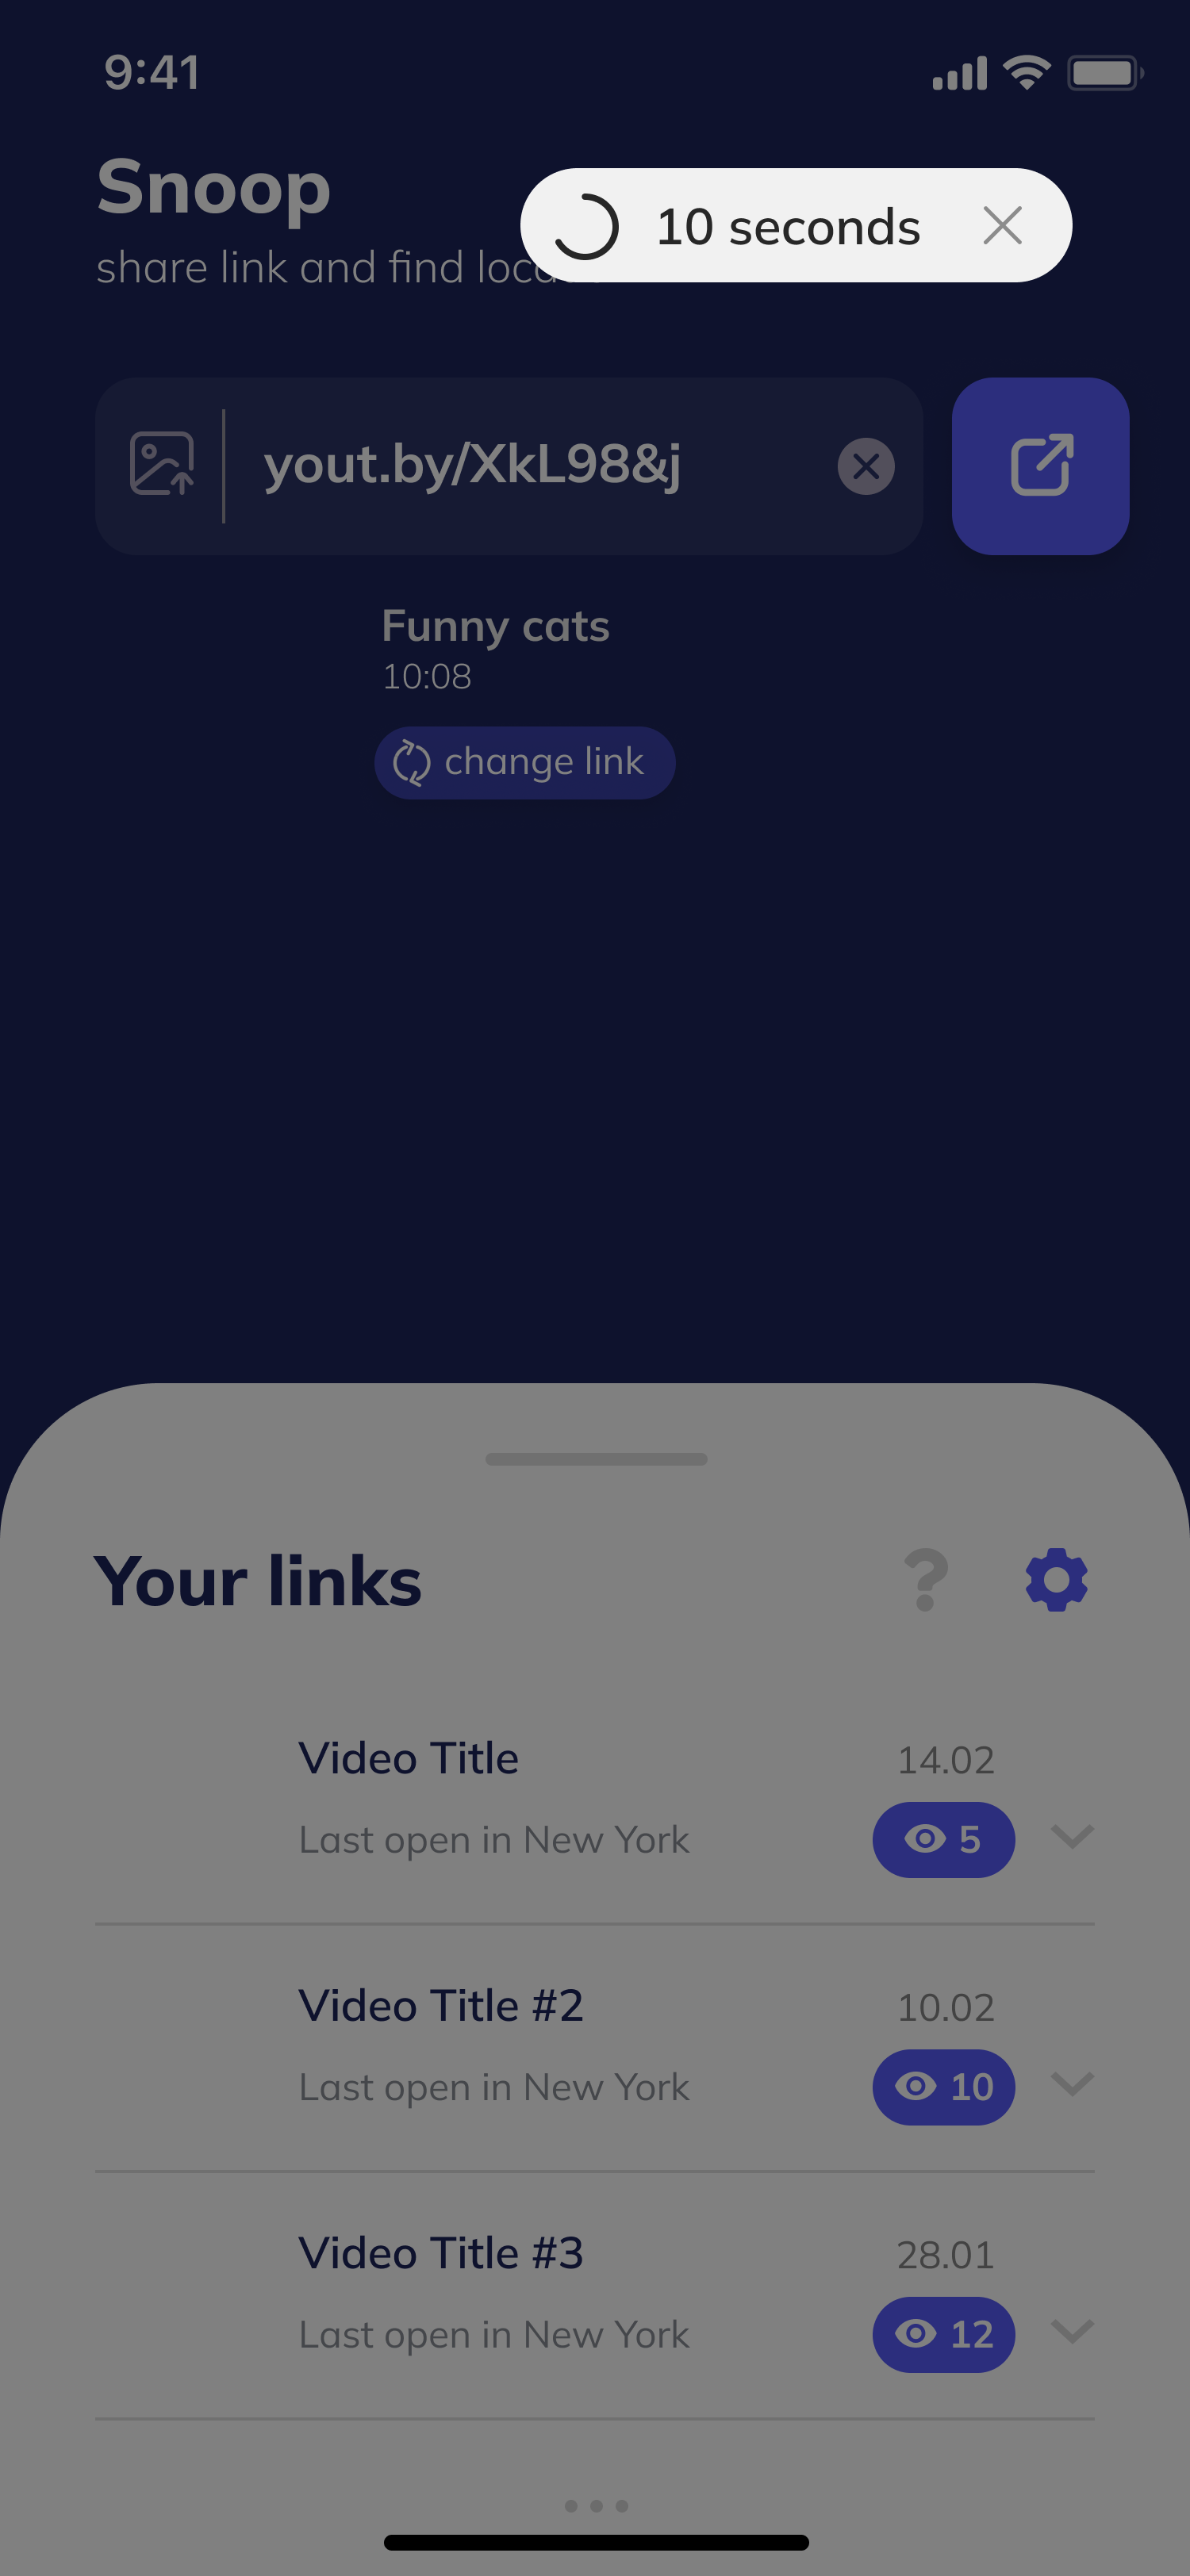 9:41
Snoop
10 seconds
share link and find
yout.by/XkL98&j
Funny cats
10:08
change link
Your links
?
Video Title
14.02
Last open in New York
5
Video Title #2
10.02
Last open in New York
10
Video Title #3
28.01
Last open in New York
12